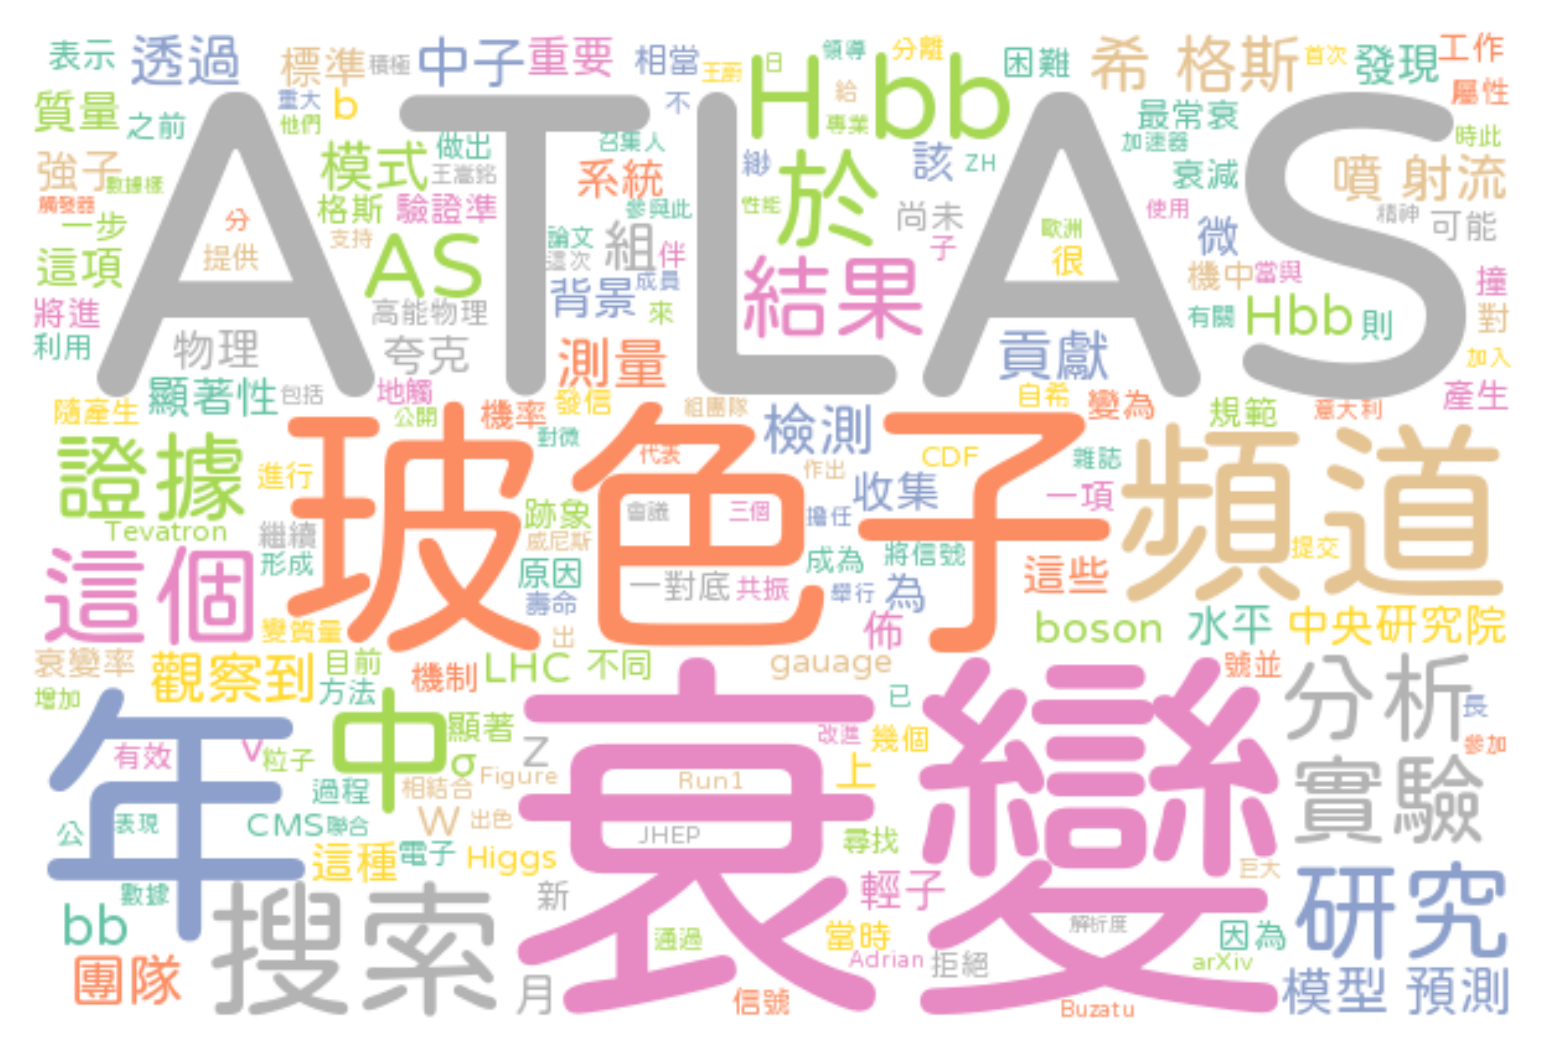 表示 透過 標準 積極 中子 重要 相當 王 日 領導 分離 困難 希 格斯 首次 發現 工作
質量 之前 重大 他們 b 不 H bb 給 專業 最常衰 加速器 屬性 時此
ATLAS
強子 數據樣 觸發器 模式 做出 王嵩銘 召集人 系統 緲 於 該 ZH 衰減 噴 射流
一步 分 格斯 驗證準 參與此 性能 尚未 使用 精神 可能
這項 提供 支持 AS 論文 這次 組 伴 子 歐洲 很 微 機中 當與 撞
將進 高能物理 背景 成員 來 結果 有關 Hbb 則 對
利用 物理 夸克 測量 貢獻 加入
顯著性 包括 地觸 發信 組團隊 自希 變為 規範 意大利 產生
隨產生 公開 機率 對微 代表 檢測 CDF 雜誌
證據 進行 玻色子 作出 收集 一項 頻道
Tevatron 繼續 跡象 威尼斯 會議 三個 擔任 提交
這個 形成 原因 壽命 一對底 共振 成為 舉行 將信號 為 這些
變質量 出 佈 boson 水平 中央研究院
衰變率 觀察到 目前 方法 機制 LHC 不同 gauage 號並 分析
增加 已 長
年 中 顯著 σ Z 衰變 改進 幾個 參加
有效 V 粒子 過程 相結合 Figure Run1 上 實驗
公 表現 CMS 聯合 W 出色 JHEP 尋找
這種 電子 Higgs 巨大
數據 搜索 新 輕子 研究
bb 通過 當時 解析度 因為
團隊 Adrian 拒絕 arXiv
月 信號 Buzatu 模型 預測